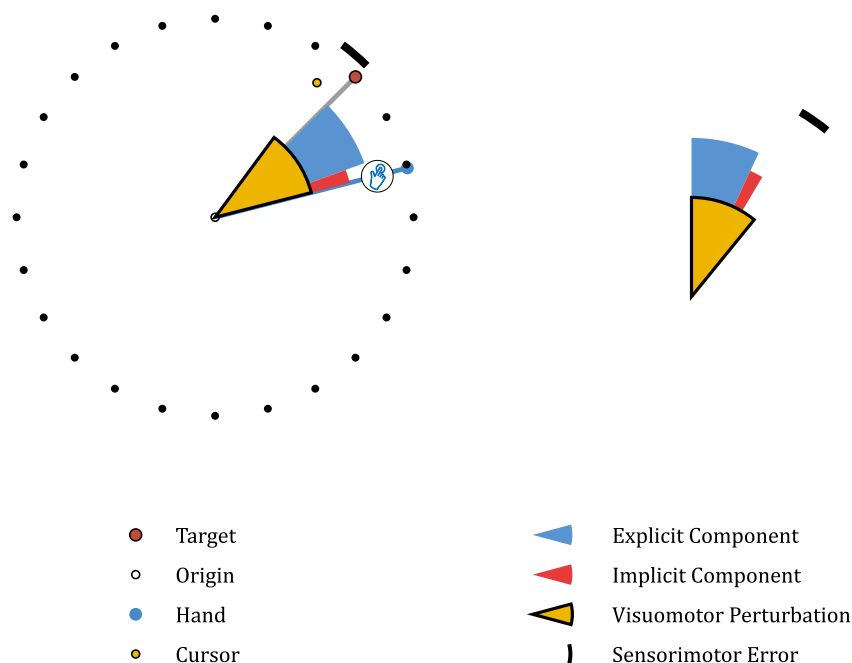 Target
Origin
Hand
Cursor
Explicit Component
Implicit Component
Visuomotor Perturbation
Sensorimotor Error